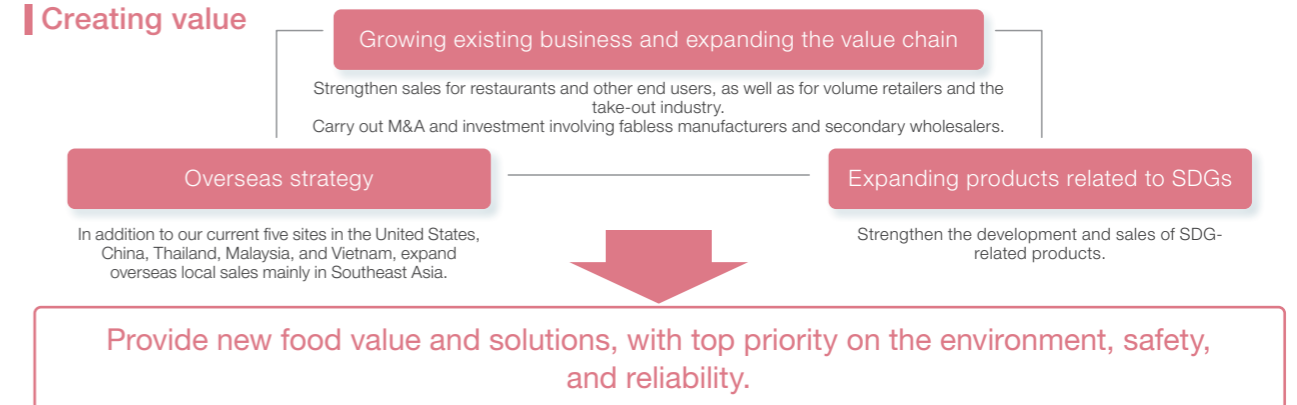 Creating value
Growing existing business and expanding the value chain
Strengthen sales for restaurants and other end users, as well as for volume retailers and the
take-out industry.
Carry out M&A and investment involving fabless manufacturers and secondary wholesalers.
Overseas strategy
In addition to our current five sites in the United States,
China, Thailand, Malaysia, and Vietnam, expand
overseas local sales mainly in Southeast Asia.
Expanding products related to SDGs
Strengthen the development and sales of SDG-
related products.
Provide new food value and solutions, with top priority on the environment, safety,
and reliability.